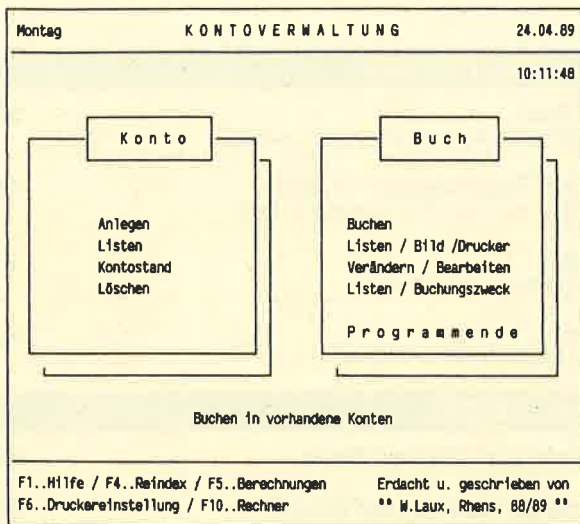 Montag K O N T O V E R W A L T U N G 24.04.89
10:11:48
K o n t o
Anlegen
Listen
Kontostand
Löschen
B u c h
Buchen
Listen / Bild /Drucker
Verändern / Bearbeiten
Listen / Buchungszweck
P r o g r a m m e n d e
Buchen in vorhandene Konten
F1..Hilfe / F4..Reindex / F5..Berechnungen
F6..Druckereinstellung / F10..Rechner
Erdacht u. geschrieben von
** W.Laux, Rhens, 88/89 **